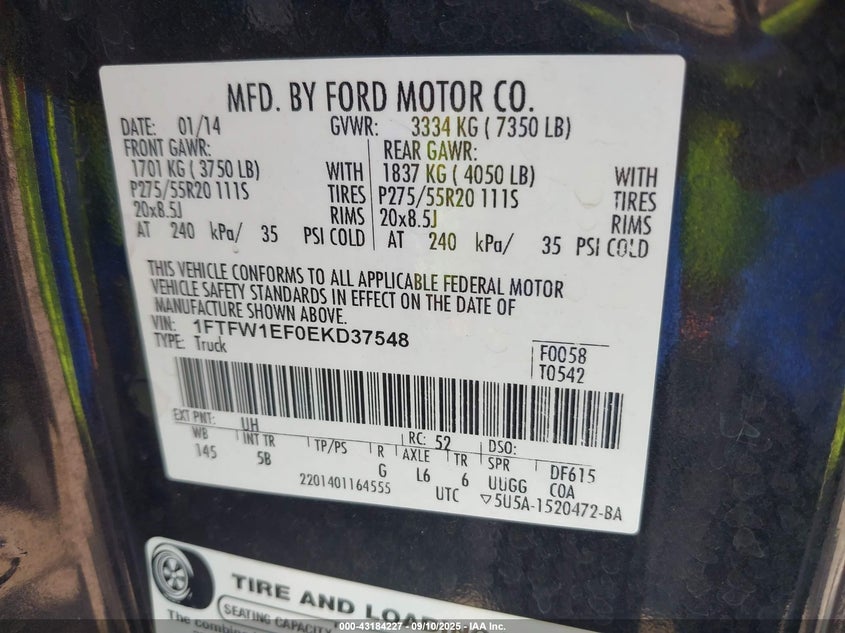 MFD. BY FORD MOTOR CO.
DATE: 01/14 GVWR: 3334 KG ( 7350 LB)
FRONT GAWR: REAR GAWR:
1701 KG ( 3750 LB) WITH 1837 KG ( 4050 LB) WITH
P275/55R20 111S TIRES P275/55R20 111S TIRES
20x8.5J RIMS 20x8.5J RIMS
AT 240 kPa/ 35 PSI COLD AT 240 kPa/ 35 PSI COLD
THIS VEHICLE CONFORMS TO ALL APPLICABLE FEDERAL MOTOR
VEHICLE SAFETY STANDARDS IN EFFECT ON THE DATE OF
MANUFACTURE SHOWN ABOVE.
VIN: 1FTFW1EF0EKD37548
TYPE: Truck
F0058
T0542
EXT PNT: UH RC: 52 DSO:
WB INT TR TP/PS R AXLE TR SPR DF615
145 5B G L6 6 UUGG COA
2201401164555 UTC ▽5U5A-1520472-BA
TIRE AND LOA
SEATING CAPACITY
The combin
000-43184227 - 09/10/2025 - IAA Inc.